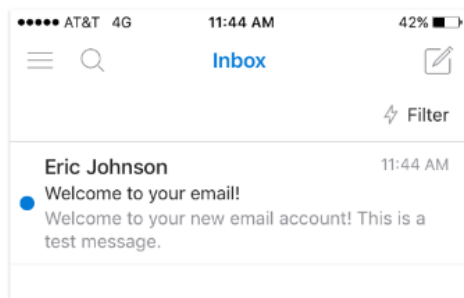 AT&T 4G 11:44 AM 42%
Inbox
Filter
Eric Johnson 11:44 AM
Welcome to your email!
Welcome to your new email account! This is a
test message.